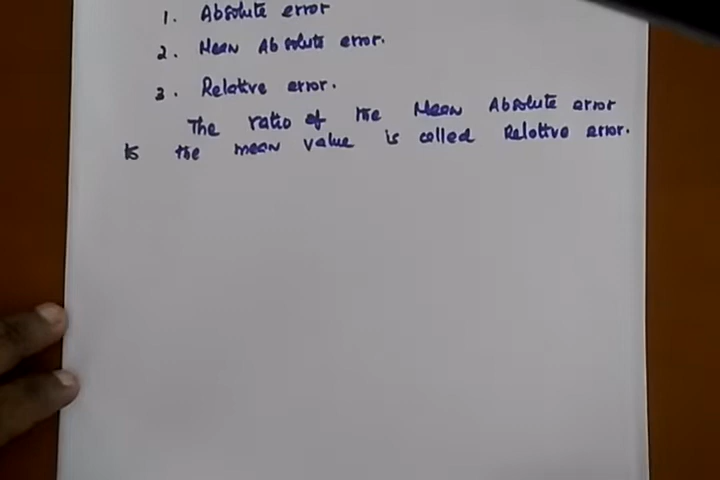 1. Absolute error
2. Mean Absolute error.
3. Relative error.
The ratio of the Mean Absolute error
to the mean value is called Relative error.